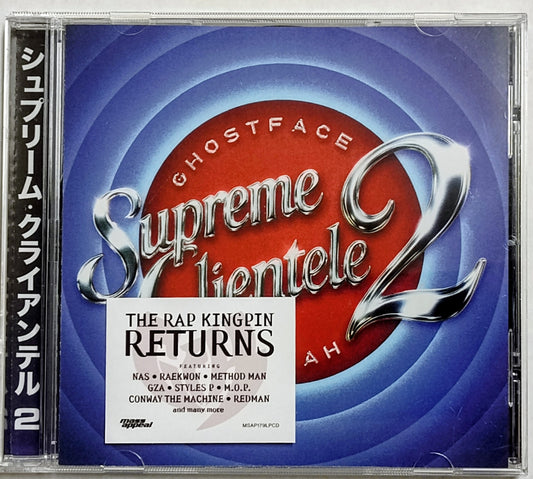 シュプリーム・クライアンテル 2
GHOSTFACE
Supreme
Clientele
2
AH
THE RAP KINGPIN
RETURNS
FEATURING
NAS • RAEKWON • METHOD MAN
GZA • STYLES P • M.O.P.
CONWAY THE MACHINE • REDMAN
and many more
mass
appeal
MSAP179LPCD